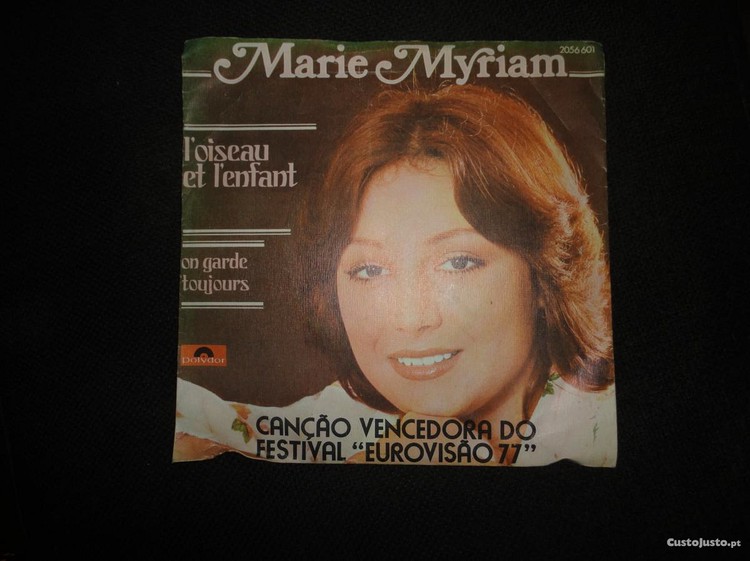 Marie Myriam
2056 601
l'oiseau
et l'enfant
on garde
toujours
polydor
CANÇÃO VENCEDORA DO
FESTIVAL "EUROVISÃO 77"
CustoJusto.pt